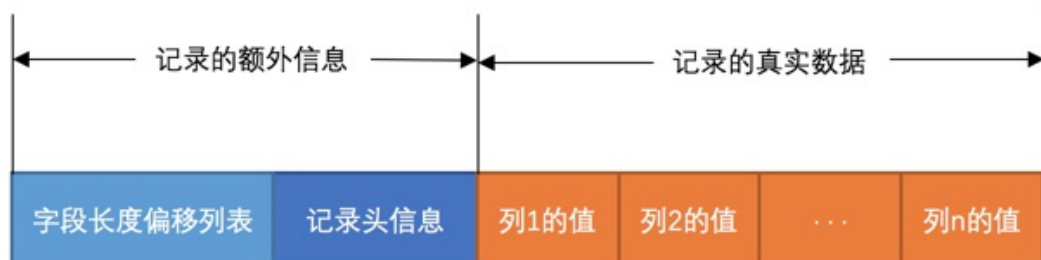 记录的额外信息
记录的真实数据
字段长度偏移列表
记录头信息
列1的值
列2的值
...
列n的值